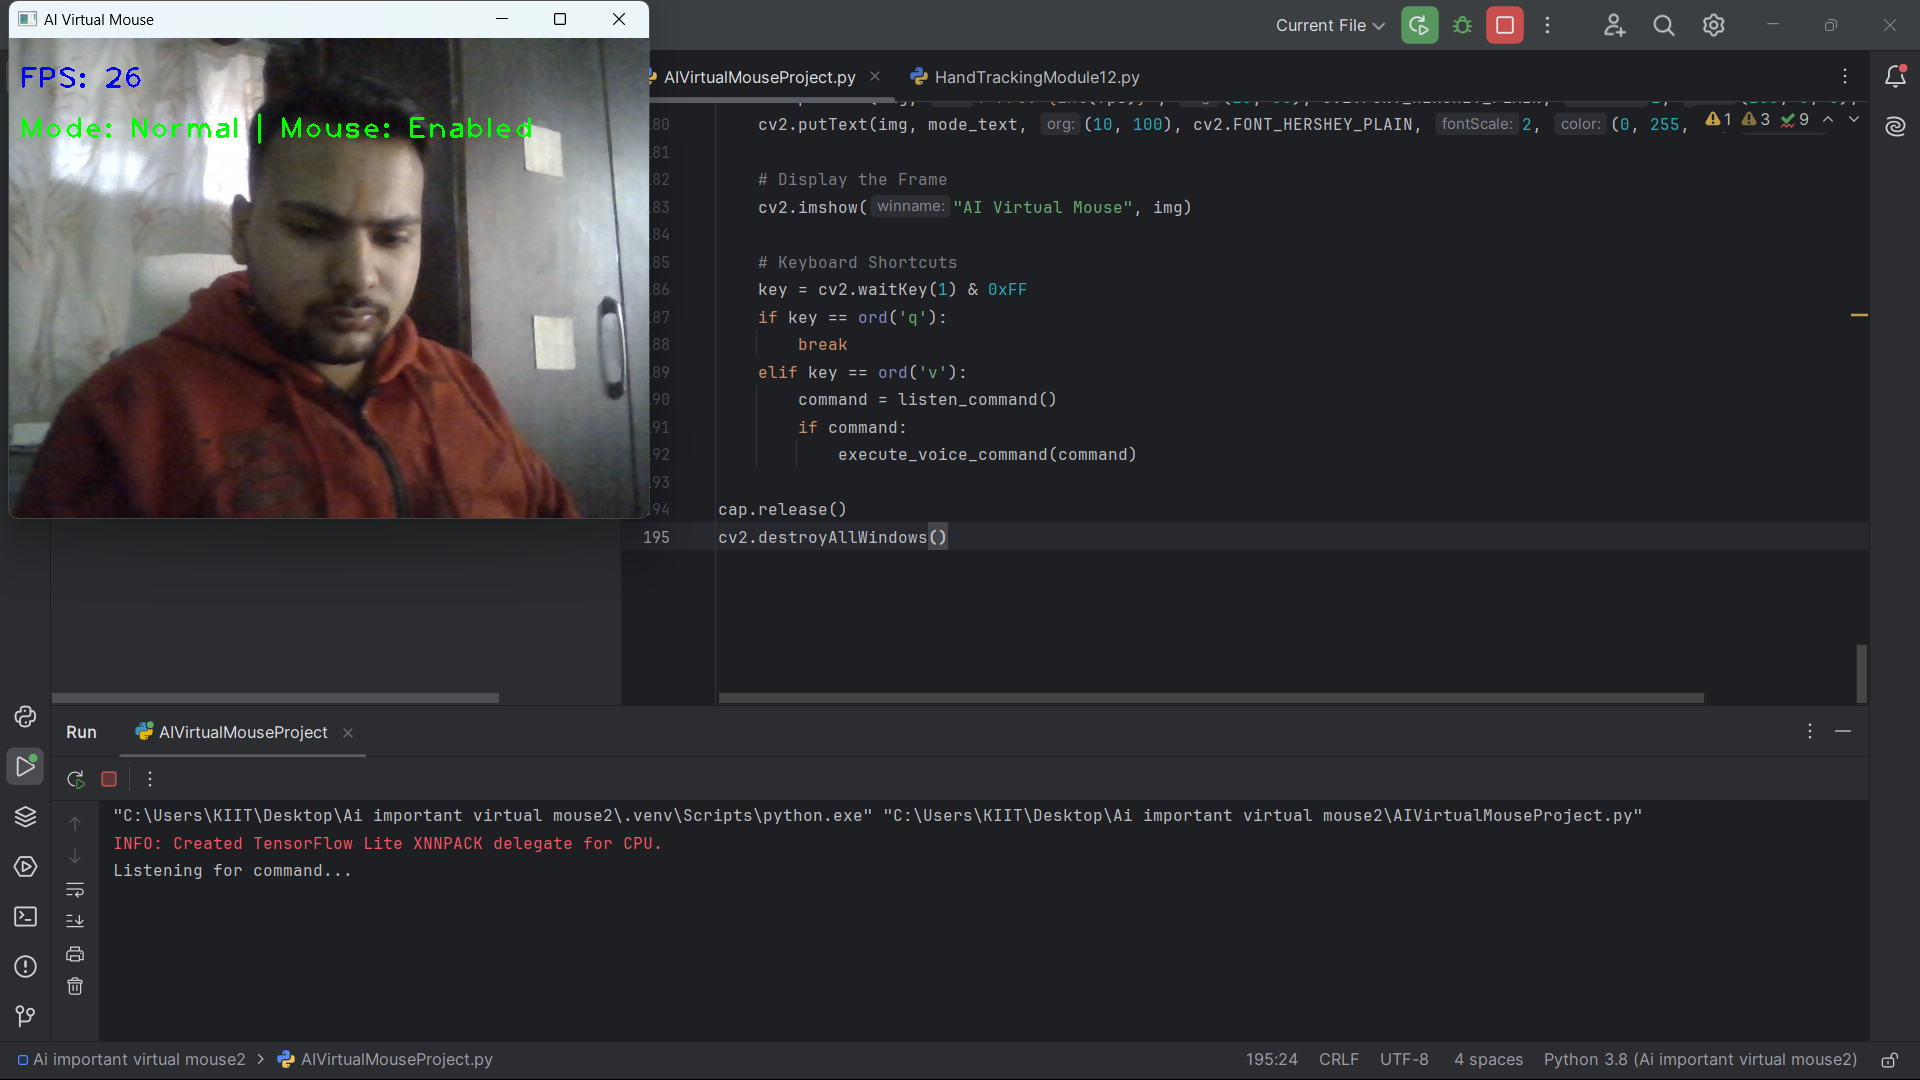 AI Virtual Mouse
FPS: 26
Mode: Normal | Mouse: Enabled
Current File
AIVirtualMouseProject.py
HandTrackingModule12.py
80 cv2.putText(img, mode_text, org: (10, 100), cv2.FONT_HERSHEY_PLAIN, fontScale: 2, color: (0, 255,
1 3 9
81
82 # Display the Frame
83 cv2.imshow( winname: "AI Virtual Mouse", img)
84
85 # Keyboard Shortcuts
86 key = cv2.waitKey(1) & 0xFF
87 if key == ord('q'):
88 break
89 elif key == ord('v'):
90 command = listen_command()
91 if command:
92 execute_voice_command(command)
93
94 cap.release()
195 cv2.destroyAllWindows()
Run AIVirtualMouseProject
"C:\Users\KIIT\Desktop\Ai important virtual mouse2\.venv\Scripts\python.exe" "C:\Users\KIIT\Desktop\Ai important virtual mouse2\AIVirtualMouseProject.py"
INFO: Created TensorFlow Lite XNNPACK delegate for CPU.
Listening for command...
Ai important virtual mouse2 > AIVirtualMouseProject.py
195:24 CRLF UTF-8 4 spaces Python 3.8 (Ai important virtual mouse2)